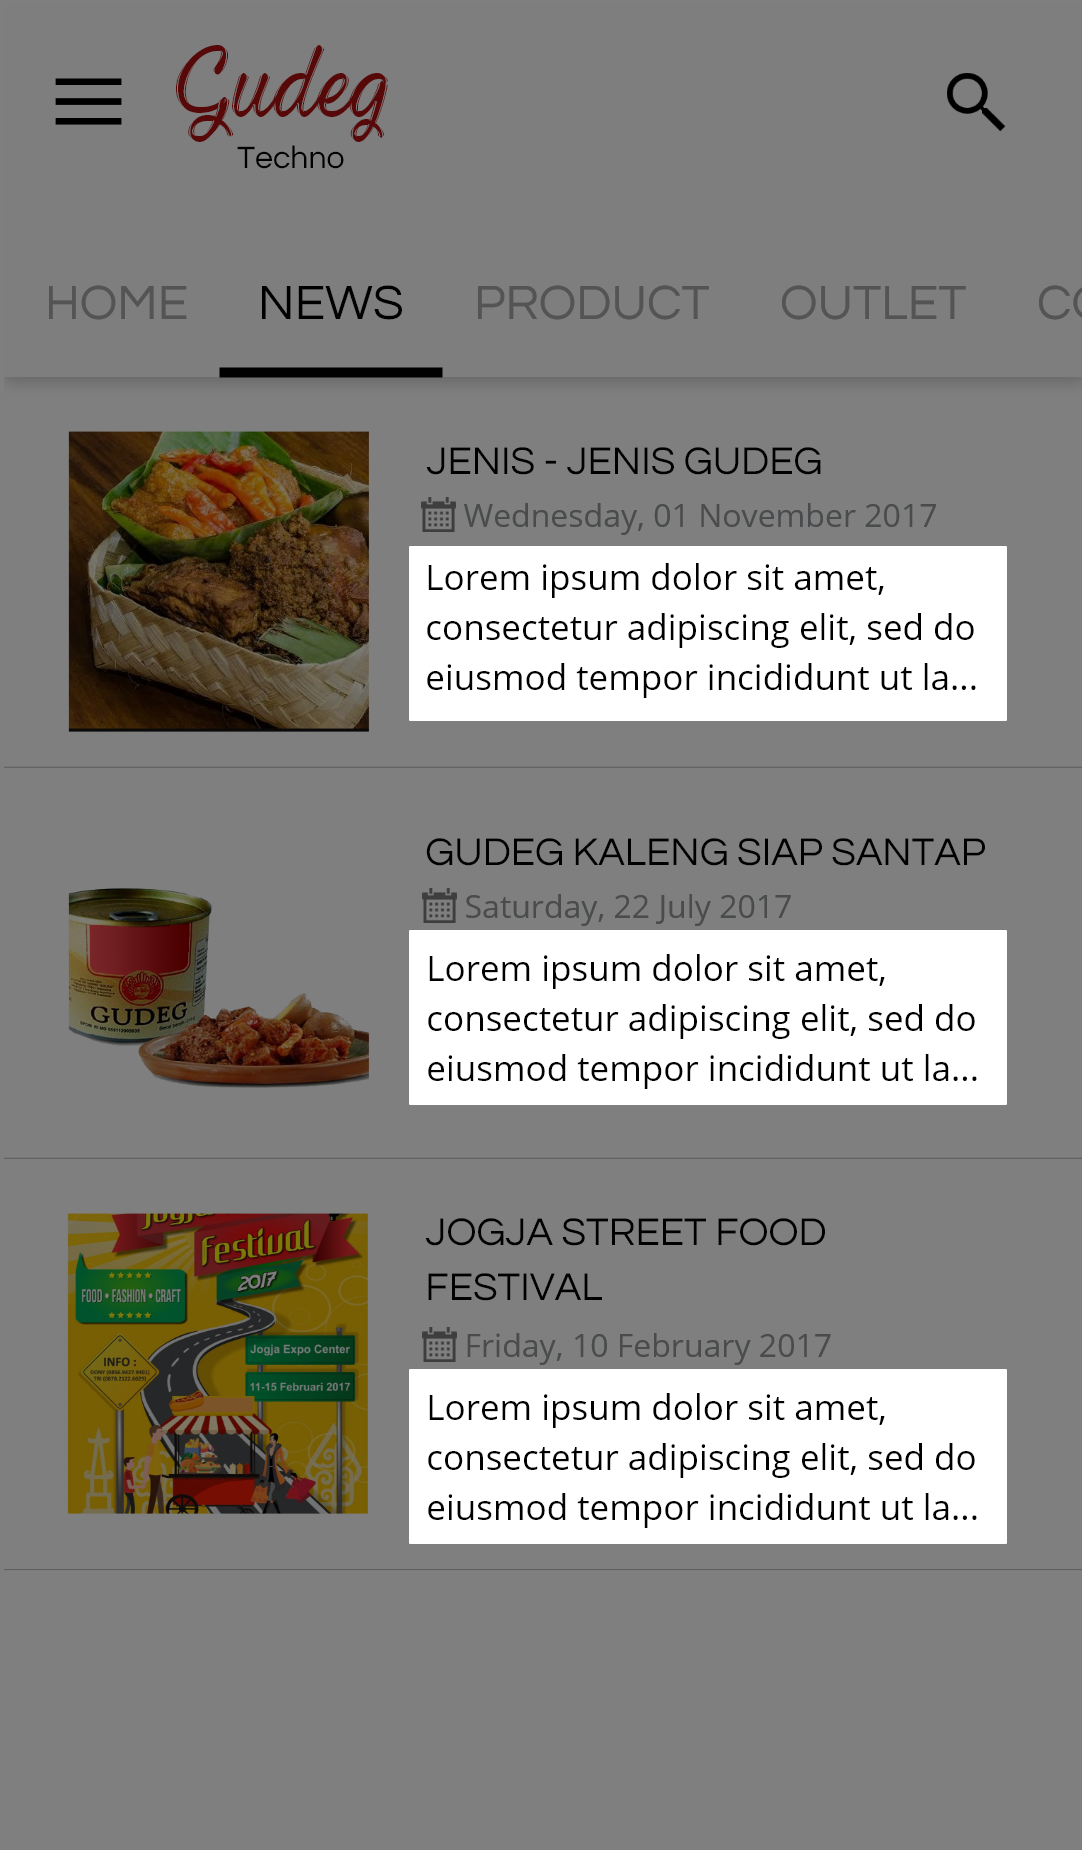 Gudeg
Techno
HOME NEWS PRODUCT OUTLET CO
JENIS - JENIS GUDEG
Wednesday, 01 November 2017
Lorem ipsum dolor sit amet,
consectetur adipiscing elit, sed do
eiusmod tempor incididunt ut la...
GUDEG KALENG SIAP SANTAP
Saturday, 22 July 2017
GUDEG
Lorem ipsum dolor sit amet,
consectetur adipiscing elit, sed do
eiusmod tempor incididunt ut la...
JOGJA STREET FOOD
FESTIVAL
Friday, 10 February 2017
Lorem ipsum dolor sit amet,
consectetur adipiscing elit, sed do
eiusmod tempor incididunt ut la...
festival
2017
FOOD • FASHION • CRAFT
INFO :
Jogja Expo Center
11-15 Februari 2017